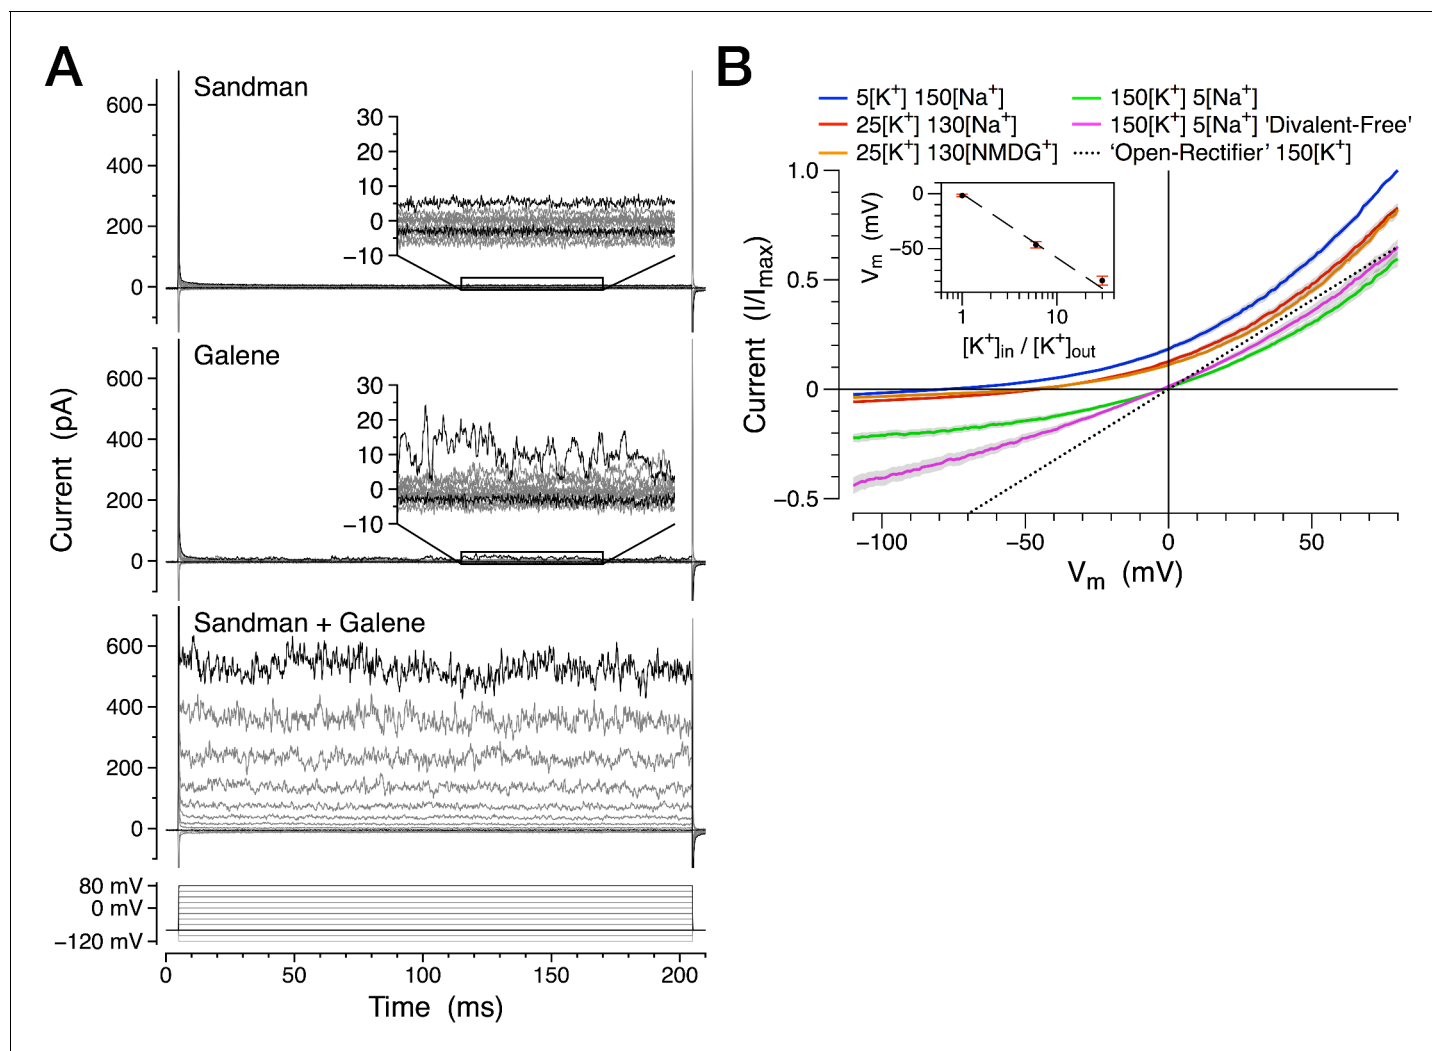 A
Sandman
600
400
200
0
30
20
10
0
−10
Galene
600
400
200
0
30
20
10
0
−10
Current (pA)
Sandman + Galene
600
400
200
0
80 mV
0 mV
−120 mV
0 50 100 150 200
Time (ms)
B
5[K+] 150[Na+]
25[K+] 130[Na+]
25[K+] 130[NMDG+]
150[K+] 5[Na+]
150[K+] 5[Na+] 'Divalent-Free'
‘Open-Rectifier’ 150[K+]
1.0
0.5
0
−0.5
Current (I/Imax)
0
−50
Vm (mV)
1 10
[K+]in / [K+]out
−100 −50 0 50
Vm (mV)